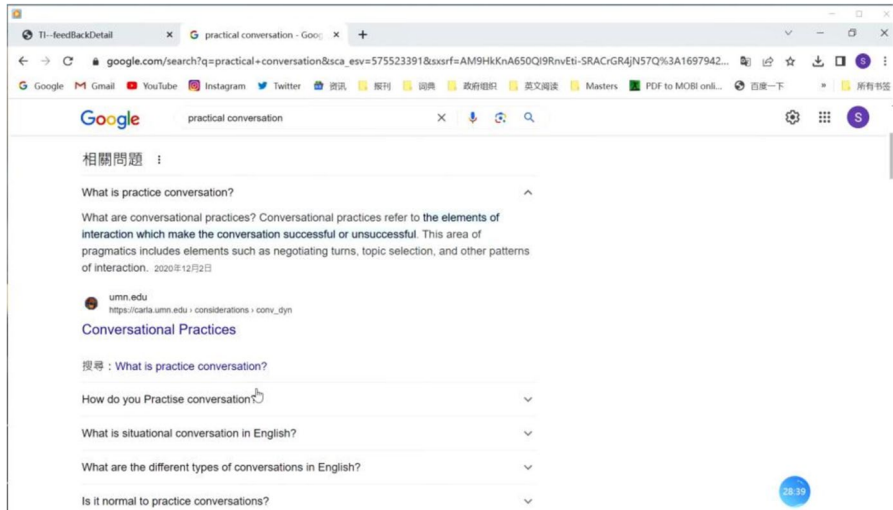 TI--feedBackDetail
practical conversation - Goo
google.com/search?q=practical+conversation&sca_esv=575523391&sxsrf=AM9HkKnA650QI9RnvEti-SRACrGR4jN57Q%3A1697942...
Google
Gmail
YouTube
Instagram
Twitter
资讯
报刊
词典
政府组织
英文阅读
Masters
PDF to MOBI onli...
百度一下
»
所有书签
Google
practical conversation
S
相關問題
What is practice conversation?
What are conversational practices? Conversational practices refer to the elements of
interaction which make the conversation successful or unsuccessful. This area of
pragmatics includes elements such as negotiating turns, topic selection, and other patterns
of interaction. 2020年12月2日
umn.edu
https://carla.umn.edu › considerations › conv_dyn
Conversational Practices
搜尋：What is practice conversation?
How do you Practise conversation?
What is situational conversation in English?
What are the different types of conversations in English?
Is it normal to practice conversations?
28:39